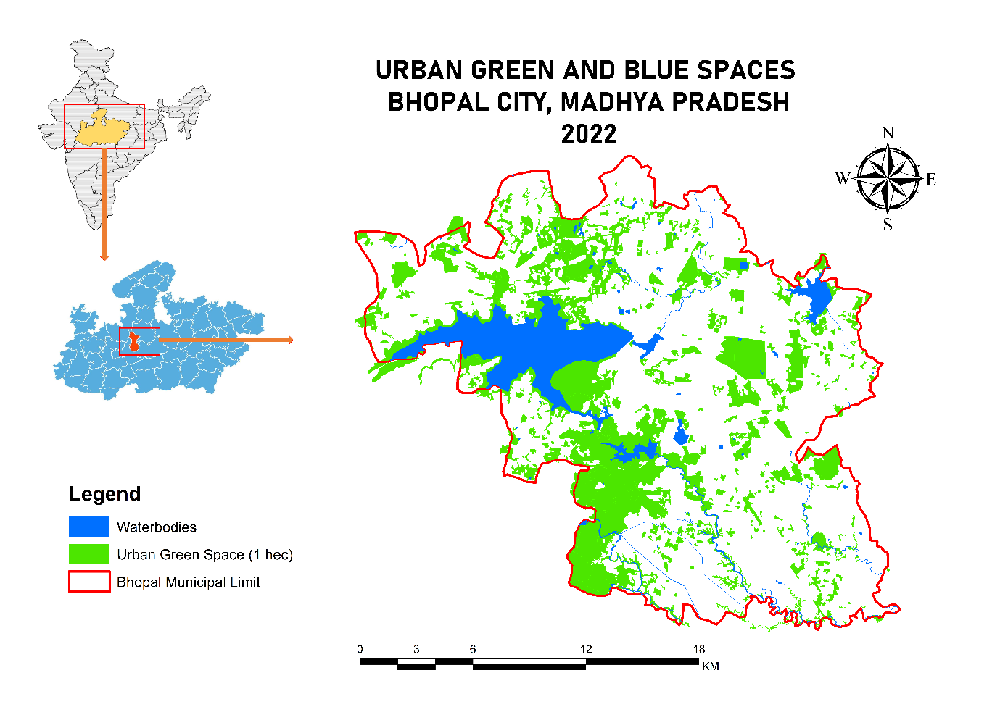 URBAN GREEN AND BLUE SPACES
BHOPAL CITY, MADHYA PRADESH
2022
N
W E
S
Legend
Waterbodies
Urban Green Space (1 hec)
Bhopal Municipal Limit
0 3 6 12 18
KM